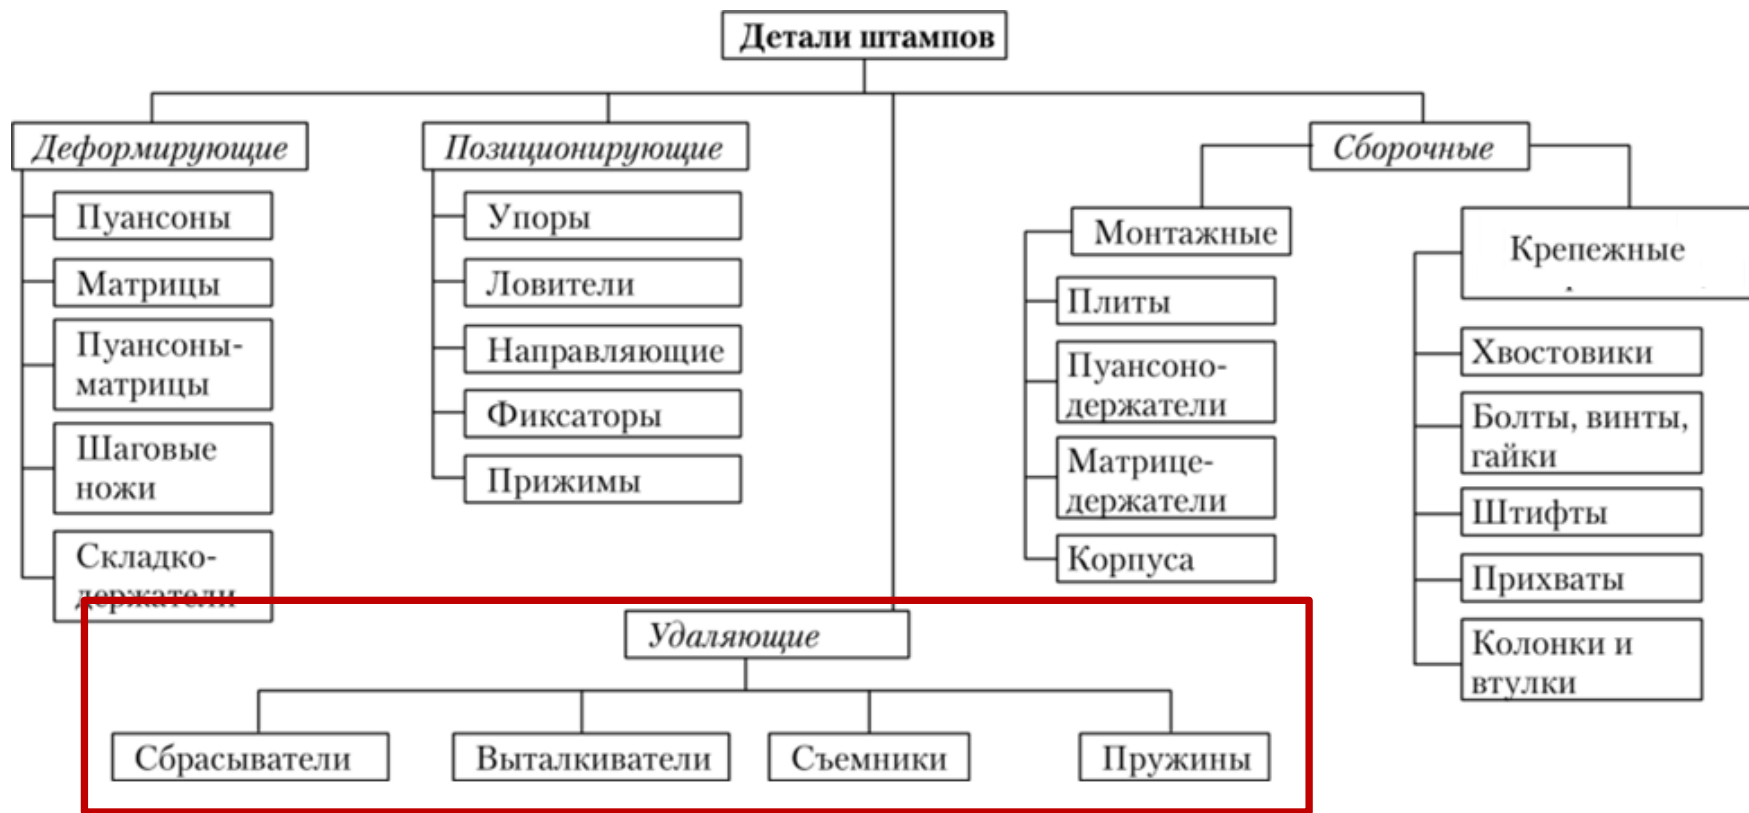 Детали штампов
Деформирующие
Пуансоны
Матрицы
Пуансоны-
матрицы
Шаговые
ножи
Складко-
держатели
Позиционирующие
Упоры
Ловители
Направляющие
Фиксаторы
Прижимы
Сборочные
Монтажные
Плиты
Пуансоно-
держатели
Матрице-
держатели
Корпуса
Крепежные
Хвостовики
Болты, винты,
гайки
Штифты
Прихваты
Колонки и
втулки
Удаляющие
Сбрасыватели
Выталкиватели
Съемники
Пружины